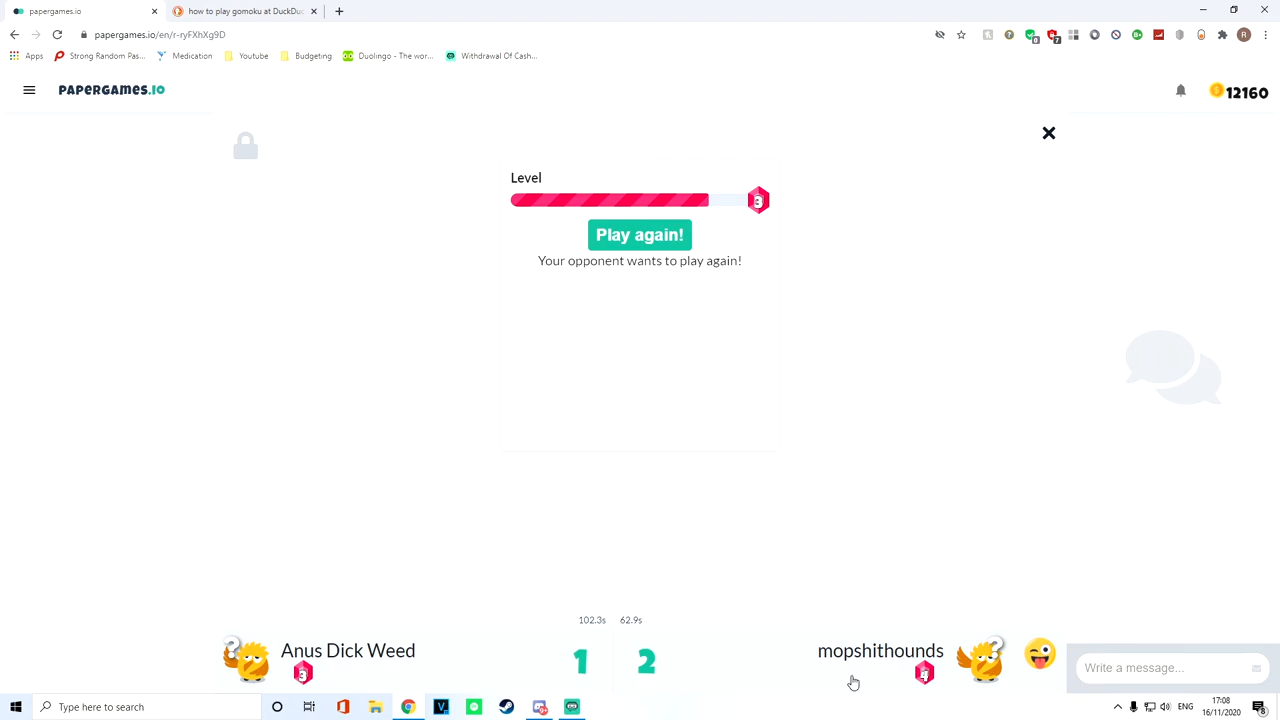 papergames.io
how to play gomoku at DuckDuc
papergames.io/en/r-ryFXhXg9D
Apps
Strong Random Pas...
Medication
Youtube
Budgeting
Duolingo - The wor...
Withdrawal Of Cash...
PAPERGAMES.IO
12160
Level
3
Play again!
Your opponent wants to play again!
102.3s
62.9s
Anus Dick Weed
3
1
2
mopshithounds
4
Write a message...
Type here to search
ENG
17:08
16/11/2020